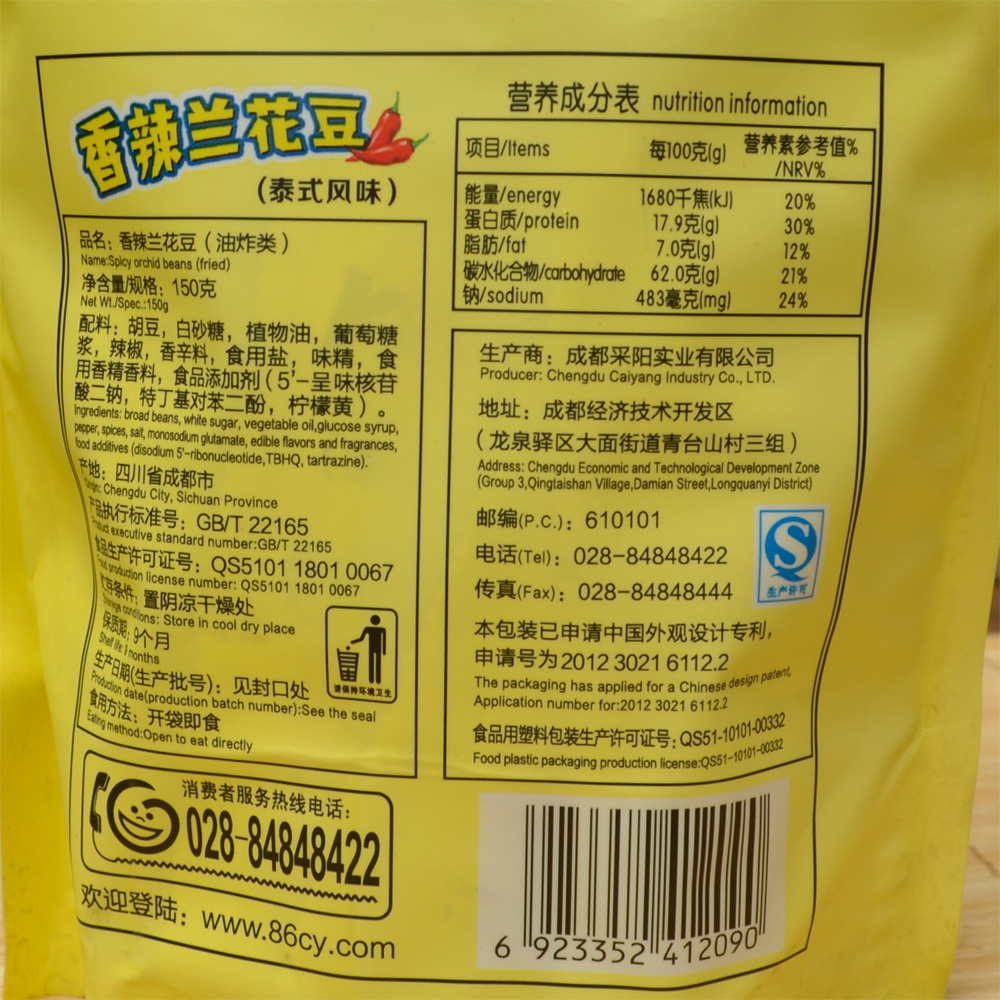 香辣兰花豆
(泰式风味)
品名：香辣兰花豆（油炸类）
Name:Spicy orchid beans (fried)
净含量/规格：150克
Net Wt./Spec.:150g
配料：胡豆，白砂糖，植物油，葡萄糖
浆，辣椒，香辛料，食用盐，味精，食
用香精香料，食品添加剂（5'-呈味核苷
酸二钠，特丁基对苯二酚，柠檬黄）。
Ingredients: broad beans, white sugar, vegetable oil,glucose syrup,
pepper, spices, salt, monosodium glutamate, edible flavors and fragrances,
food additives (disodium 5'-ribonucleotide,TBHQ, tartrazine).
产地：四川省成都市
Origin: Chengdu City, Sichuan Province
产品执行标准号：GB/T 22165
Product executive standard number:GB/T 22165
食品生产许可证号：QS5101 1801 0067
Food production license number: QS5101 1801 0067
贮存条件：置阴凉干燥处
Storage conditions: Store in cool dry place
保质期：9个月
Shelf life: 9 months
生产日期(生产批号)：见封口处
Production date(production batch number):See the seal
食用方法：开袋即食
Eating method:Open to eat directly
请保持环境卫生
消费者服务热线电话：
028-84848422
欢迎登陆：www.86cy.com
营养成分表 nutrition information
项目/Items 每100克(g) 营养素参考值%
/NRV%
能量/energy 1680千焦(kJ) 20%
蛋白质/protein 17.9克(g) 30%
脂肪/fat 7.0克(g) 12%
碳水化合物/carbohydrate 62.0克(g) 21%
钠/sodium 483毫克(mg) 24%
生产商：成都采阳实业有限公司
Producer: Chengdu Caiyang Industry Co., LTD.
地址：成都经济技术开发区
（龙泉驿区大面街道青台山村三组）
Address: Chengdu Economic and Technological Development Zone
(Group 3,Qingtaishan Village,Damian Street,Longquanyi District)
邮编(P.C.)：610101
电话(Tel)：028-84848422
传真(Fax)：028-84848444
生产许可
本包装已申请中国外观设计专利，
申请号为2012 3021 6112.2
The packaging has applied for a Chinese design patent,
Application number for:2012 3021 6112.2
食品用塑料包装生产许可证号：QS51-10101-00332
Food plastic packaging production license:QS51-10101-00332
6 923352 412090